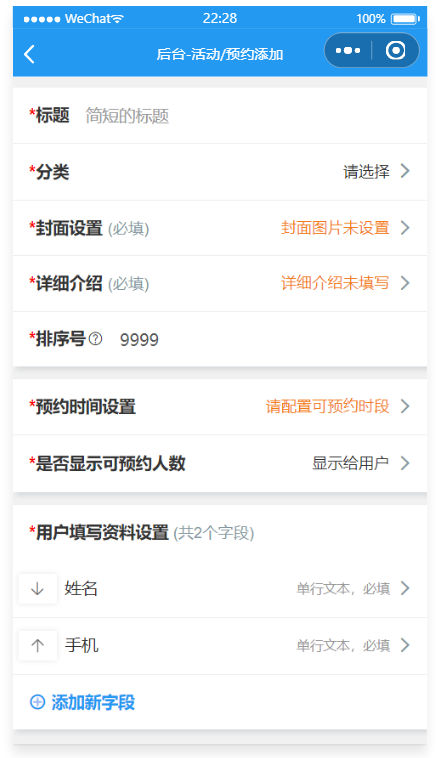 WeChat 22:28 100%
后台-活动/预约添加
*标题 简短的标题
*分类 请选择
*封面设置 (必填) 封面图片未设置
*详细介绍 (必填) 详细介绍未填写
*排序号 9999
*预约时间设置 请配置可预约时段
*是否显示可预约人数 显示给用户
*用户填写资料设置 (共2个字段)
姓名 单行文本，必填
手机 单行文本，必填
添加新字段